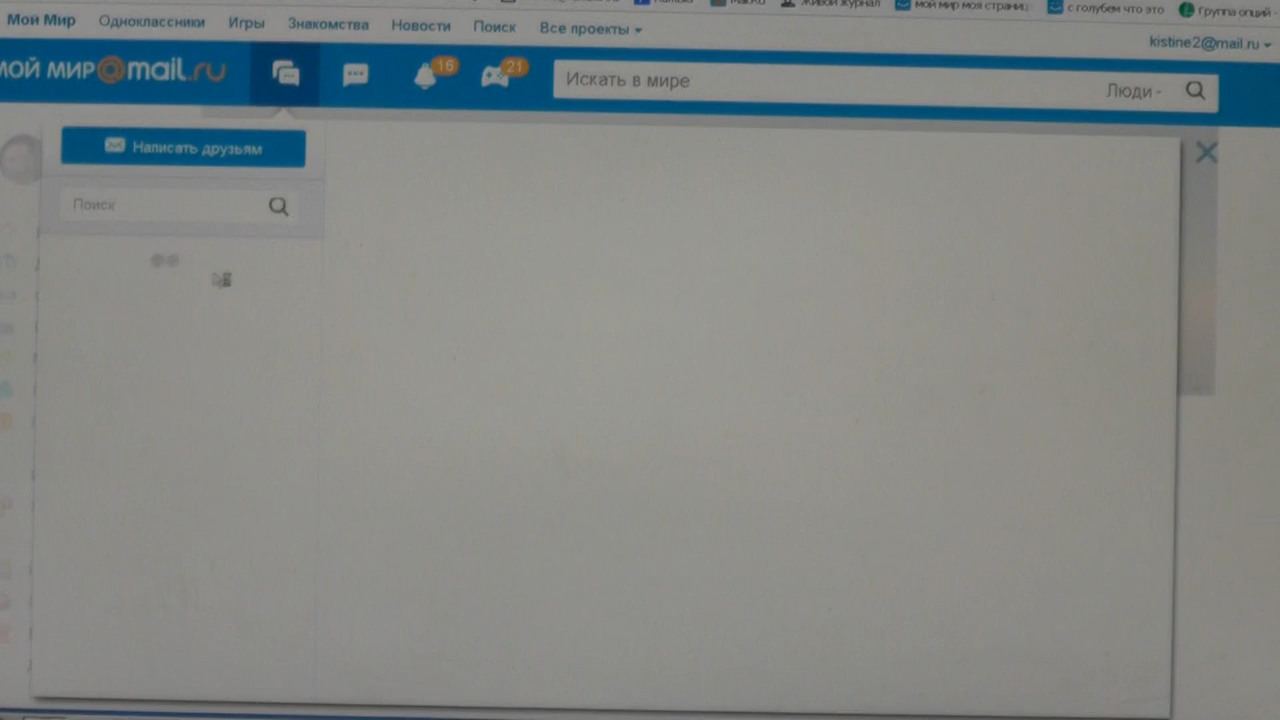 живой журнал мой мир моя страниц с голубем что это Группа опций -
Мой Мир Одноклассники Игры Знакомства Новости Поиск Все проекты
kistine2@mail.ru
МОЙ МИР@mail.ru 16 21 Искать в мире Люди -
Написать друзьям
Поиск